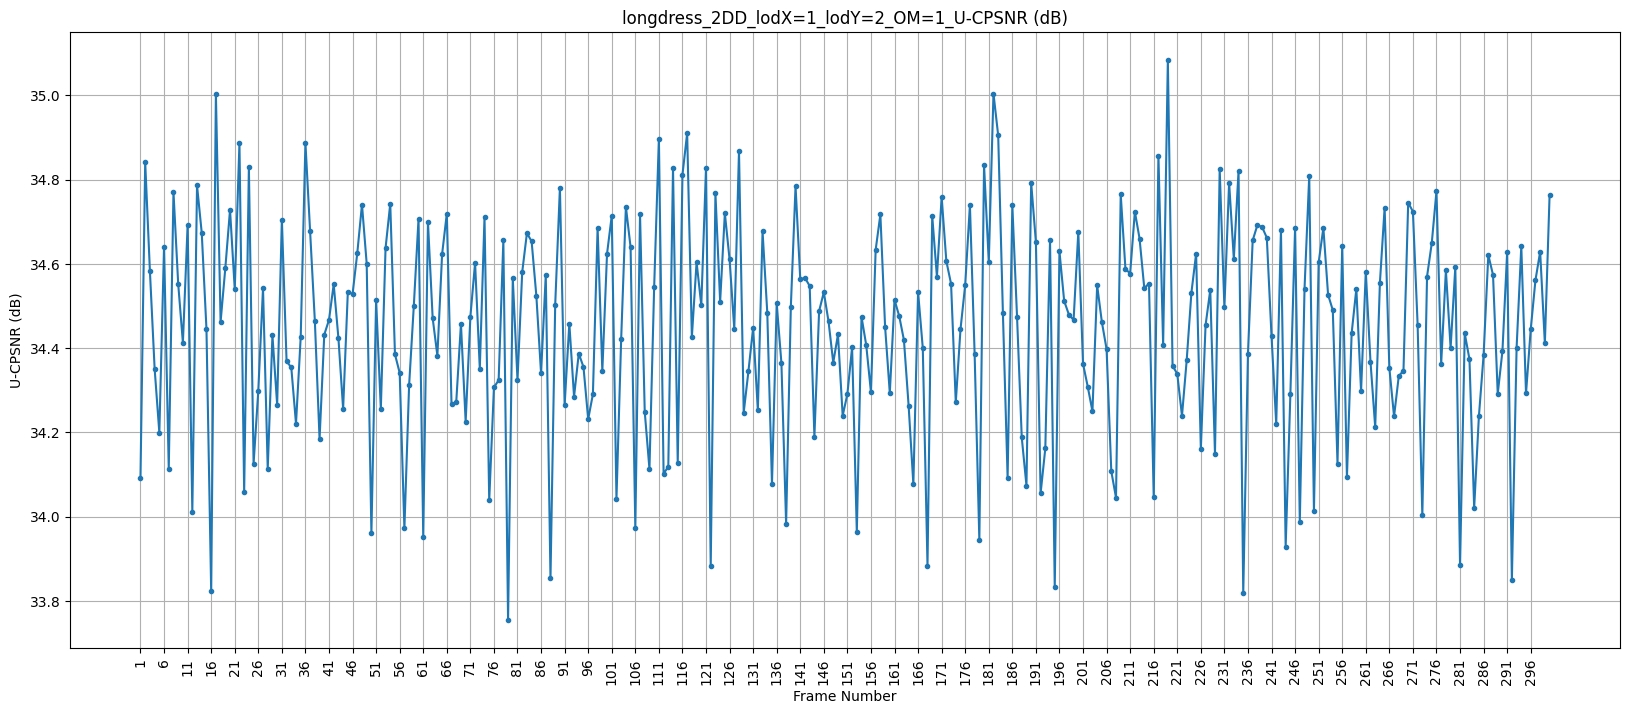 longdress_2DD_lodX=1_lodY=2_OM=1_U-CPSNR (dB)
U-CPSNR (dB)
35.0
34.8
34.6
34.4
34.2
34.0
33.8
1 6 11 16 21 26 31 36 41 46 51 56 61 66 71 76 81 86 91 96 101 106 111 116 121 126 131 136 141 146 151 156 161 166 171 176 181 186 191 196 201 206 211 216 221 226 231 236 241 246 251 256 261 266 271 276 281 286 291 296
Frame Number